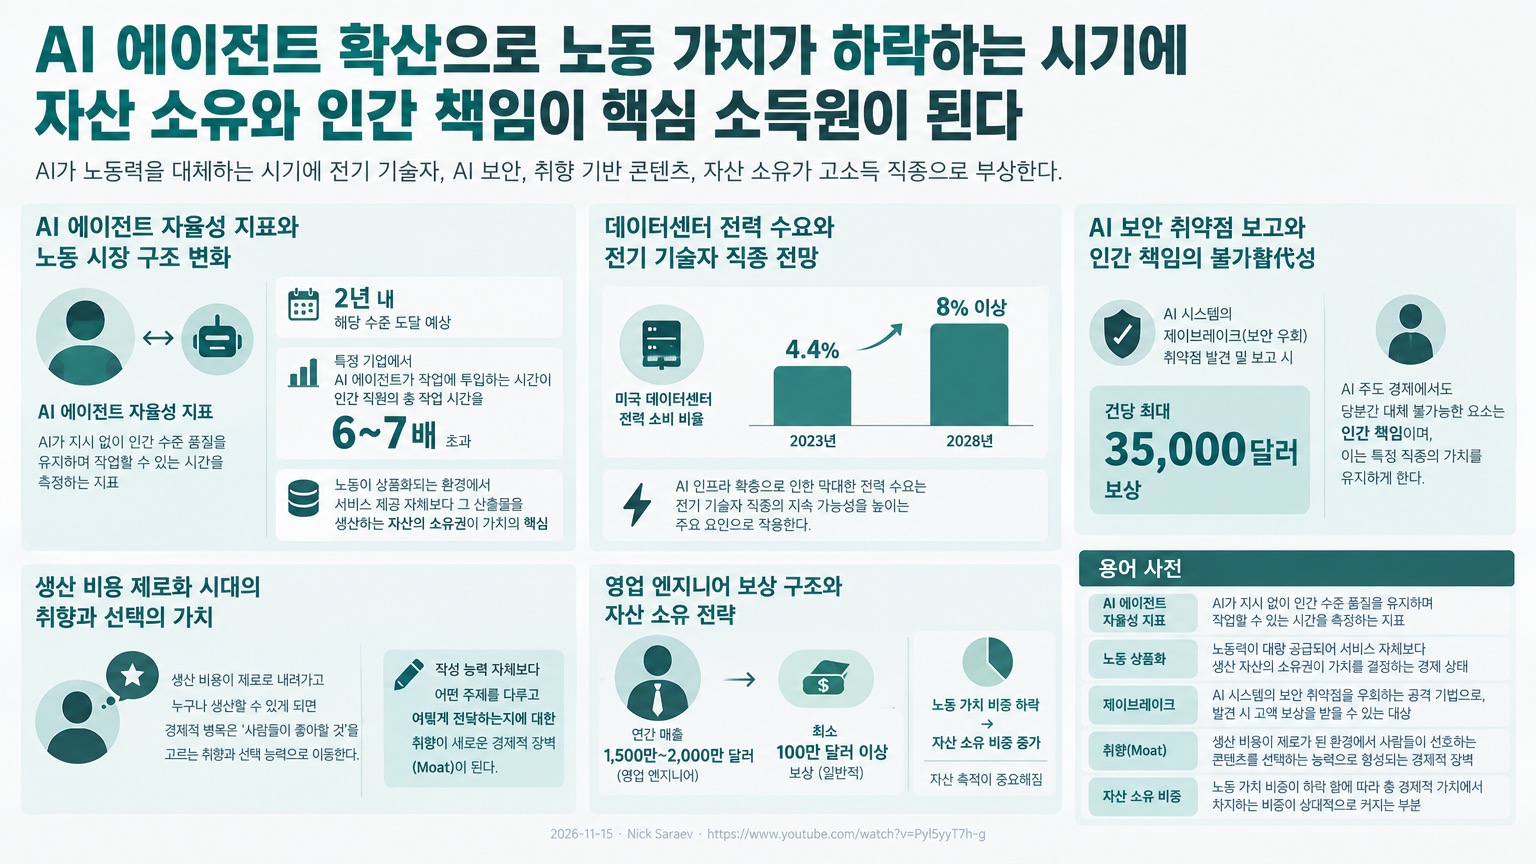 AI 에이전트 확산으로 노동 가치가 하락하는 시기에
자산 소유와 인간 책임이 핵심 소득원이 된다
AI가 노동력을 대체하는 시기에 전기 기술자, AI 보안, 취향 기반 콘텐츠, 자산 소유가 고소득 직종으로 부상한다.
AI 에이전트 자율성 지표와
노동 시장 구조 변화
AI 에이전트 자율성 지표
AI가 지시 없이 인간 수준 품질을
유지하며 작업할 수 있는 시간을
측정하는 지표
2년 내
해당 수준 도달 예상
특정 기업에서
AI 에이전트가 작업에 투입하는 시간이
인간 직원의 총 작업 시간을
6~7배 초과
노동이 상품화되는 환경에서
서비스 제공 자체보다 그 산출물을
생산하는 자산의 소유권이 가치의 핵심
데이터센터 전력 수요와
전기 기술자 직종 전망
미국 데이터센터
전력 소비 비율
4.4%
8% 이상
2023년
2028년
AI 인프라 확충으로 인한 막대한 전력 수요는
전기 기술자 직종의 지속 가능성을 높이는
주요 요인으로 작용한다.
AI 보안 취약점 보고와
인간 책임의 불가代성
AI 시스템의
제이브레이크(보안 우회)
취약점 발견 밀 보고 시
건당 최대
35,000달러
보상
AI 주도 경제에서도
당분간 대체 불가능한 요소는
인간 책임이며,
이는 특정 직종의 가치를
유지하게 한다.
생산 비용 제로화 시대의
취향과 선택의 가치
생산 비용이 제로로 내려가고
누구나 생산할 수 있게 되면
경제적 병목은 ‘사람들이 좋아할 것’을
고르는 취향과 선택 능력으로 이동한다.
작성 능력 자체보다
어떤 주제를 다루고
어떻게 전달하는지에 대한
취향이 새로운 경제적 장벽
(Moat)이 된다.
영업 엔지니어 보상 구조와
자산 소유 전략
연간 매출
1,500만~2,000만 달러
(영업 엔지니어)
최소
100만 달러 이상
보상 (일반적)
노동 가치 비중 하락
→
자산 소유 비중 증가
자산 축적이 중요해짐
용어 사전
AI 에이전트
자율성 지표
AI가 지시 없이 인간 수준 품질을 유지하며
작업할 수 있는 시간을 측정하는 지표
노동 상품화
노동력이 대량 공급되어 서비스 자체보다
생산 자산의 소유권이 가치를 결정하는 경제 상태
제이브레이크
AI 시스템의 보안 취약점을 우회하는 공격 기법으로,
발견 시 고액 보상을 받을 수 있는 대상
취향(Moat)
생산 비용이 제로가 된 환경에서 사람들이 선호하는
콘텐츠를 선택하는 능력으로 형성되는 경제적 장벽
자산 소유 비중
노동 가치 비중이 하락 함에 따라 총 경제적 가치에서
차지하는 비중이 상대적으로 커지는 부분
2026-11-15 · Nick Saraev · https://www.youtube.com/watch?v=Pyl5yyT7h-g